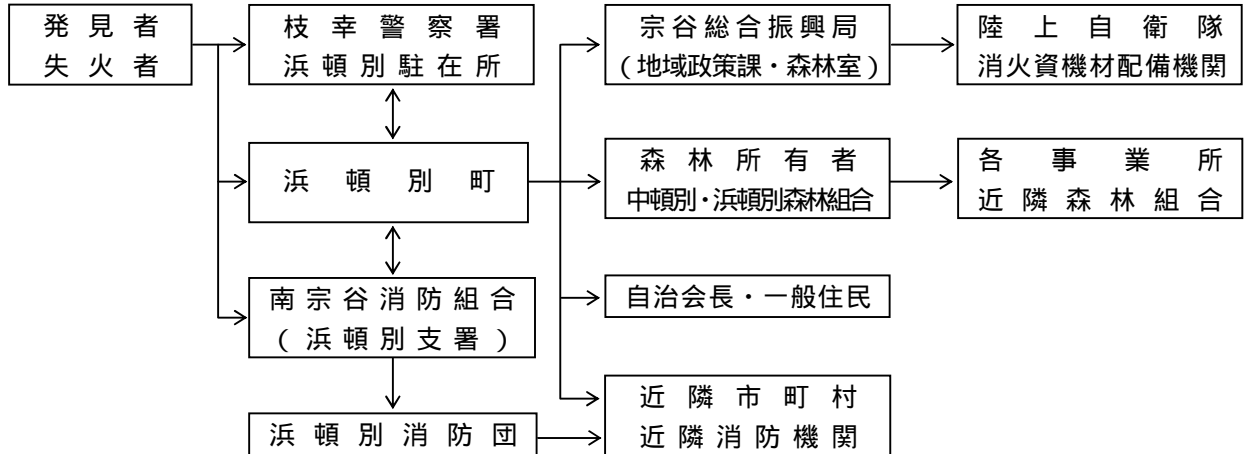 発見者
失火者
枝幸警察署
浜頓別駐在所
宗谷総合振興局
(地域政策課・森林室)
陸上自衛隊
消火資機材配備機関
浜頓別町
森林所有者
中頓別・浜頓別森林組合
各事業所
近隣森林組合
南宗谷消防組合
(浜頓別支署)
自治会長・一般住民
浜頓別消防団
近隣市町村
近隣消防機関